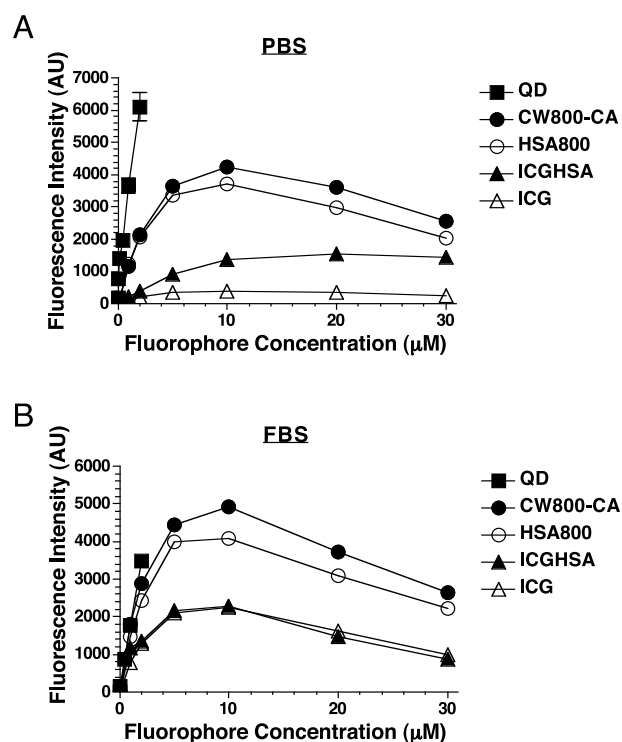 A
PBS
Fluorescence Intensity (AU)
7000
6000
5000
4000
3000
2000
1000
0
0
10
20
30
Fluorophore Concentration (μM)
QD
CW800-CA
HSA800
ICGHSA
ICG
B
FBS
Fluorescence Intensity (AU)
6000
5000
4000
3000
2000
1000
0
0
10
20
30
Fluorophore Concentration (μM)
QD
CW800-CA
HSA800
ICGHSA
ICG